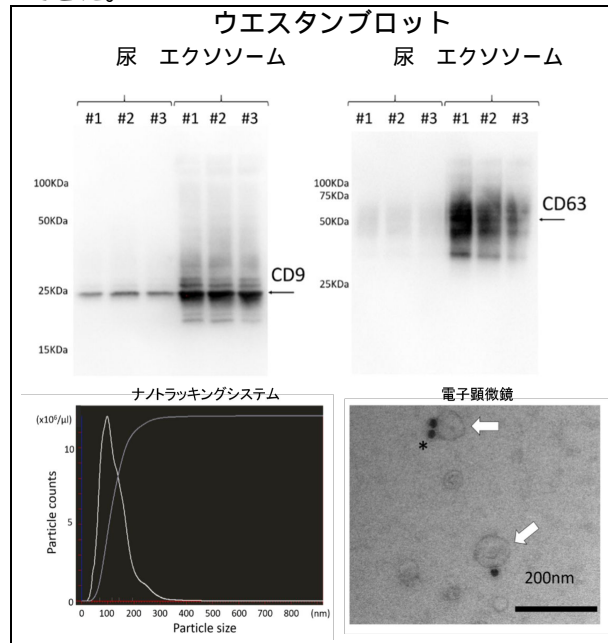 ウエスタンブロット
尿 エクソソーム
#1 #2 #3 #1 #2 #3
100KDa
50KDa
CD9
25KDa
15KDa
尿 エクソソーム
#1 #2 #3 #1 #2 #3
100KDa
75KDa
CD63
50KDa
25KDa
ナノトラッキングシステム
(x10⁶/μl)
10
5
0
Particle counts
0 100 200 300 400 500 600 700 800 (nm)
Particle size
電子顕微鏡
*
200nm